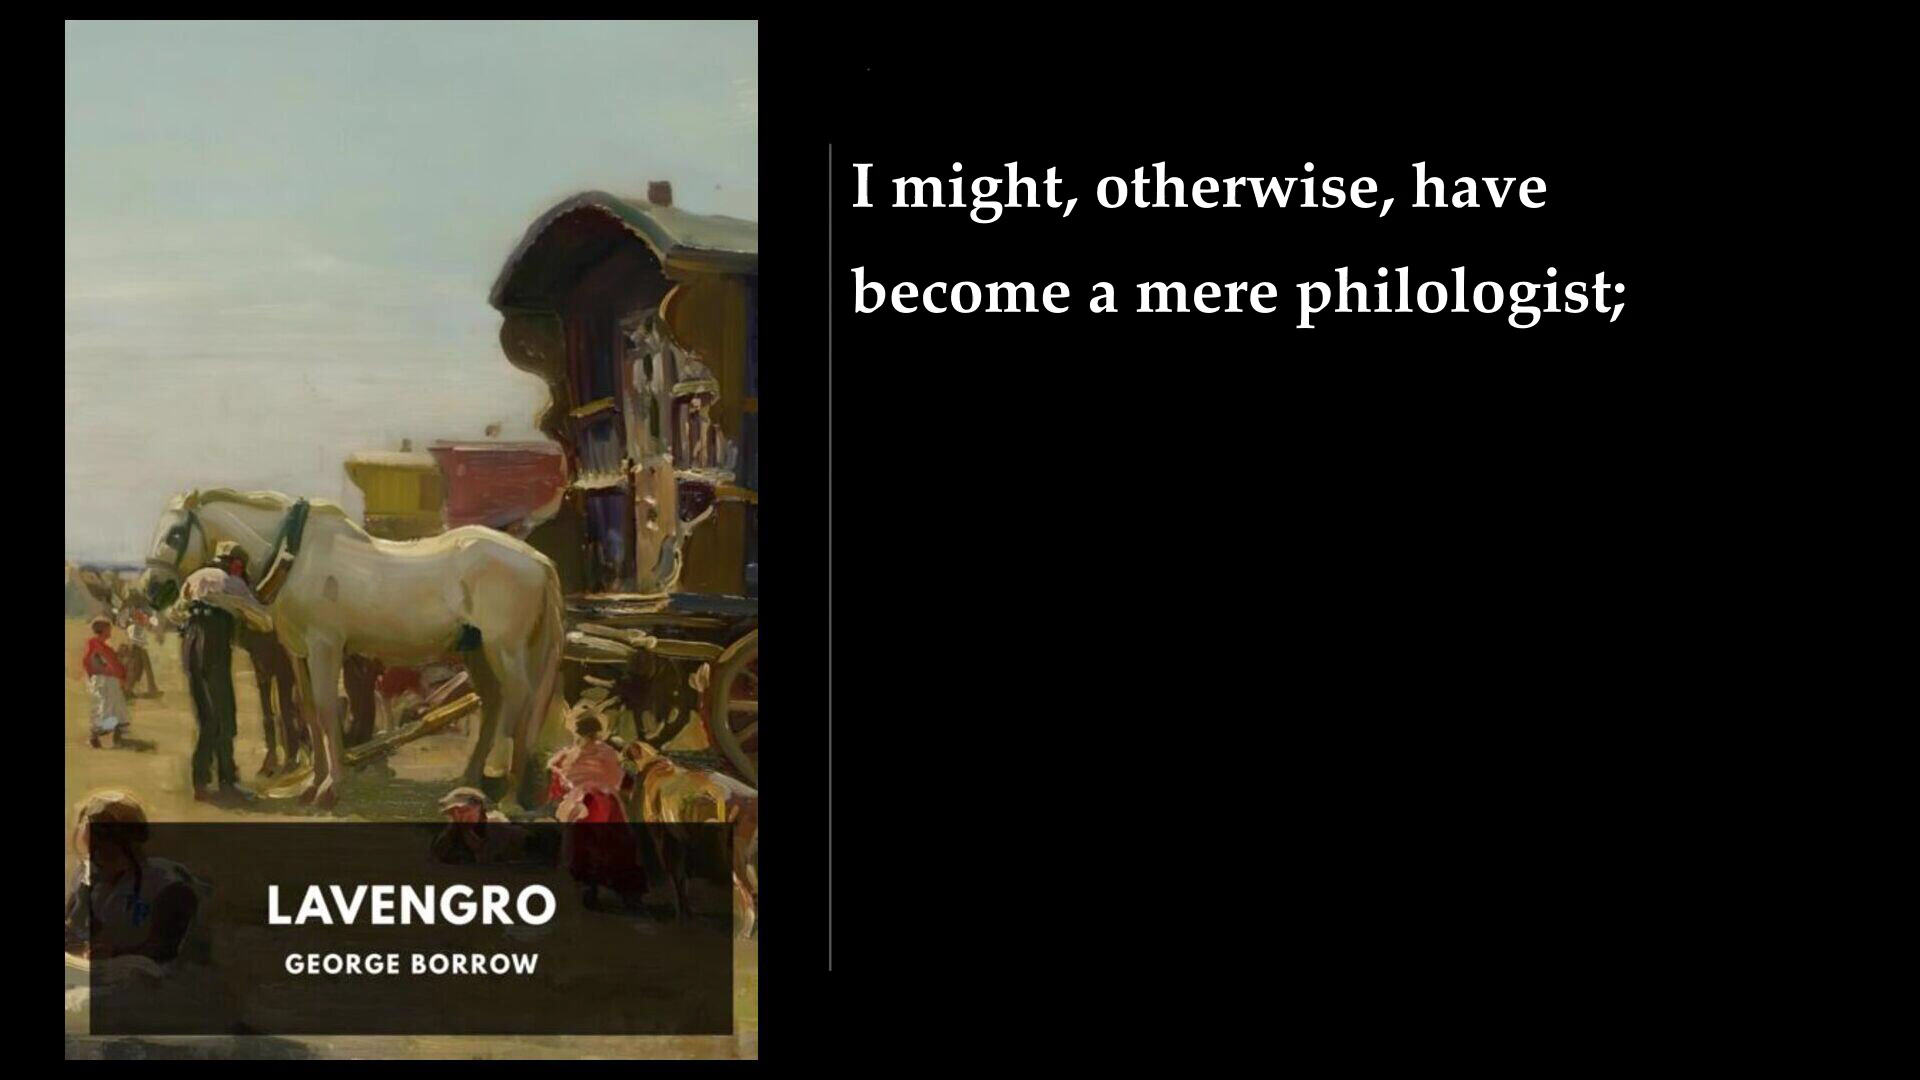 I might, otherwise, have
become a mere philologist;
LAVENGRO
GEORGE BORROW